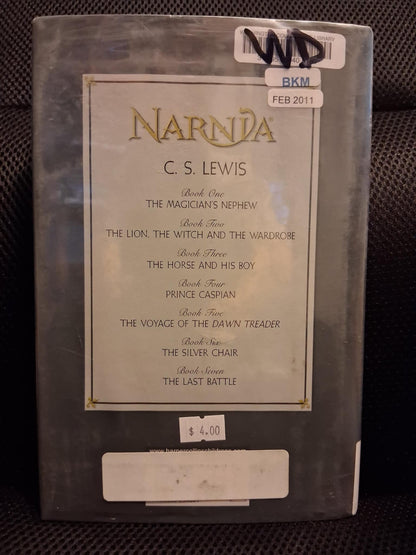 LIBRARY
WD
BKM
FEB 2011
NARNIA®
C. S. LEWIS
Book One
THE MAGICIAN'S NEPHEW
Book Two
THE LION, THE WITCH AND THE WARDROBE
Book Three
THE HORSE AND HIS BOY
Book Four
PRINCE CASPIAN
Book Five
THE VOYAGE OF THE DAWN TREADER
Book Six
THE SILVER CHAIR
Book Seven
THE LAST BATTLE
$ 4.00